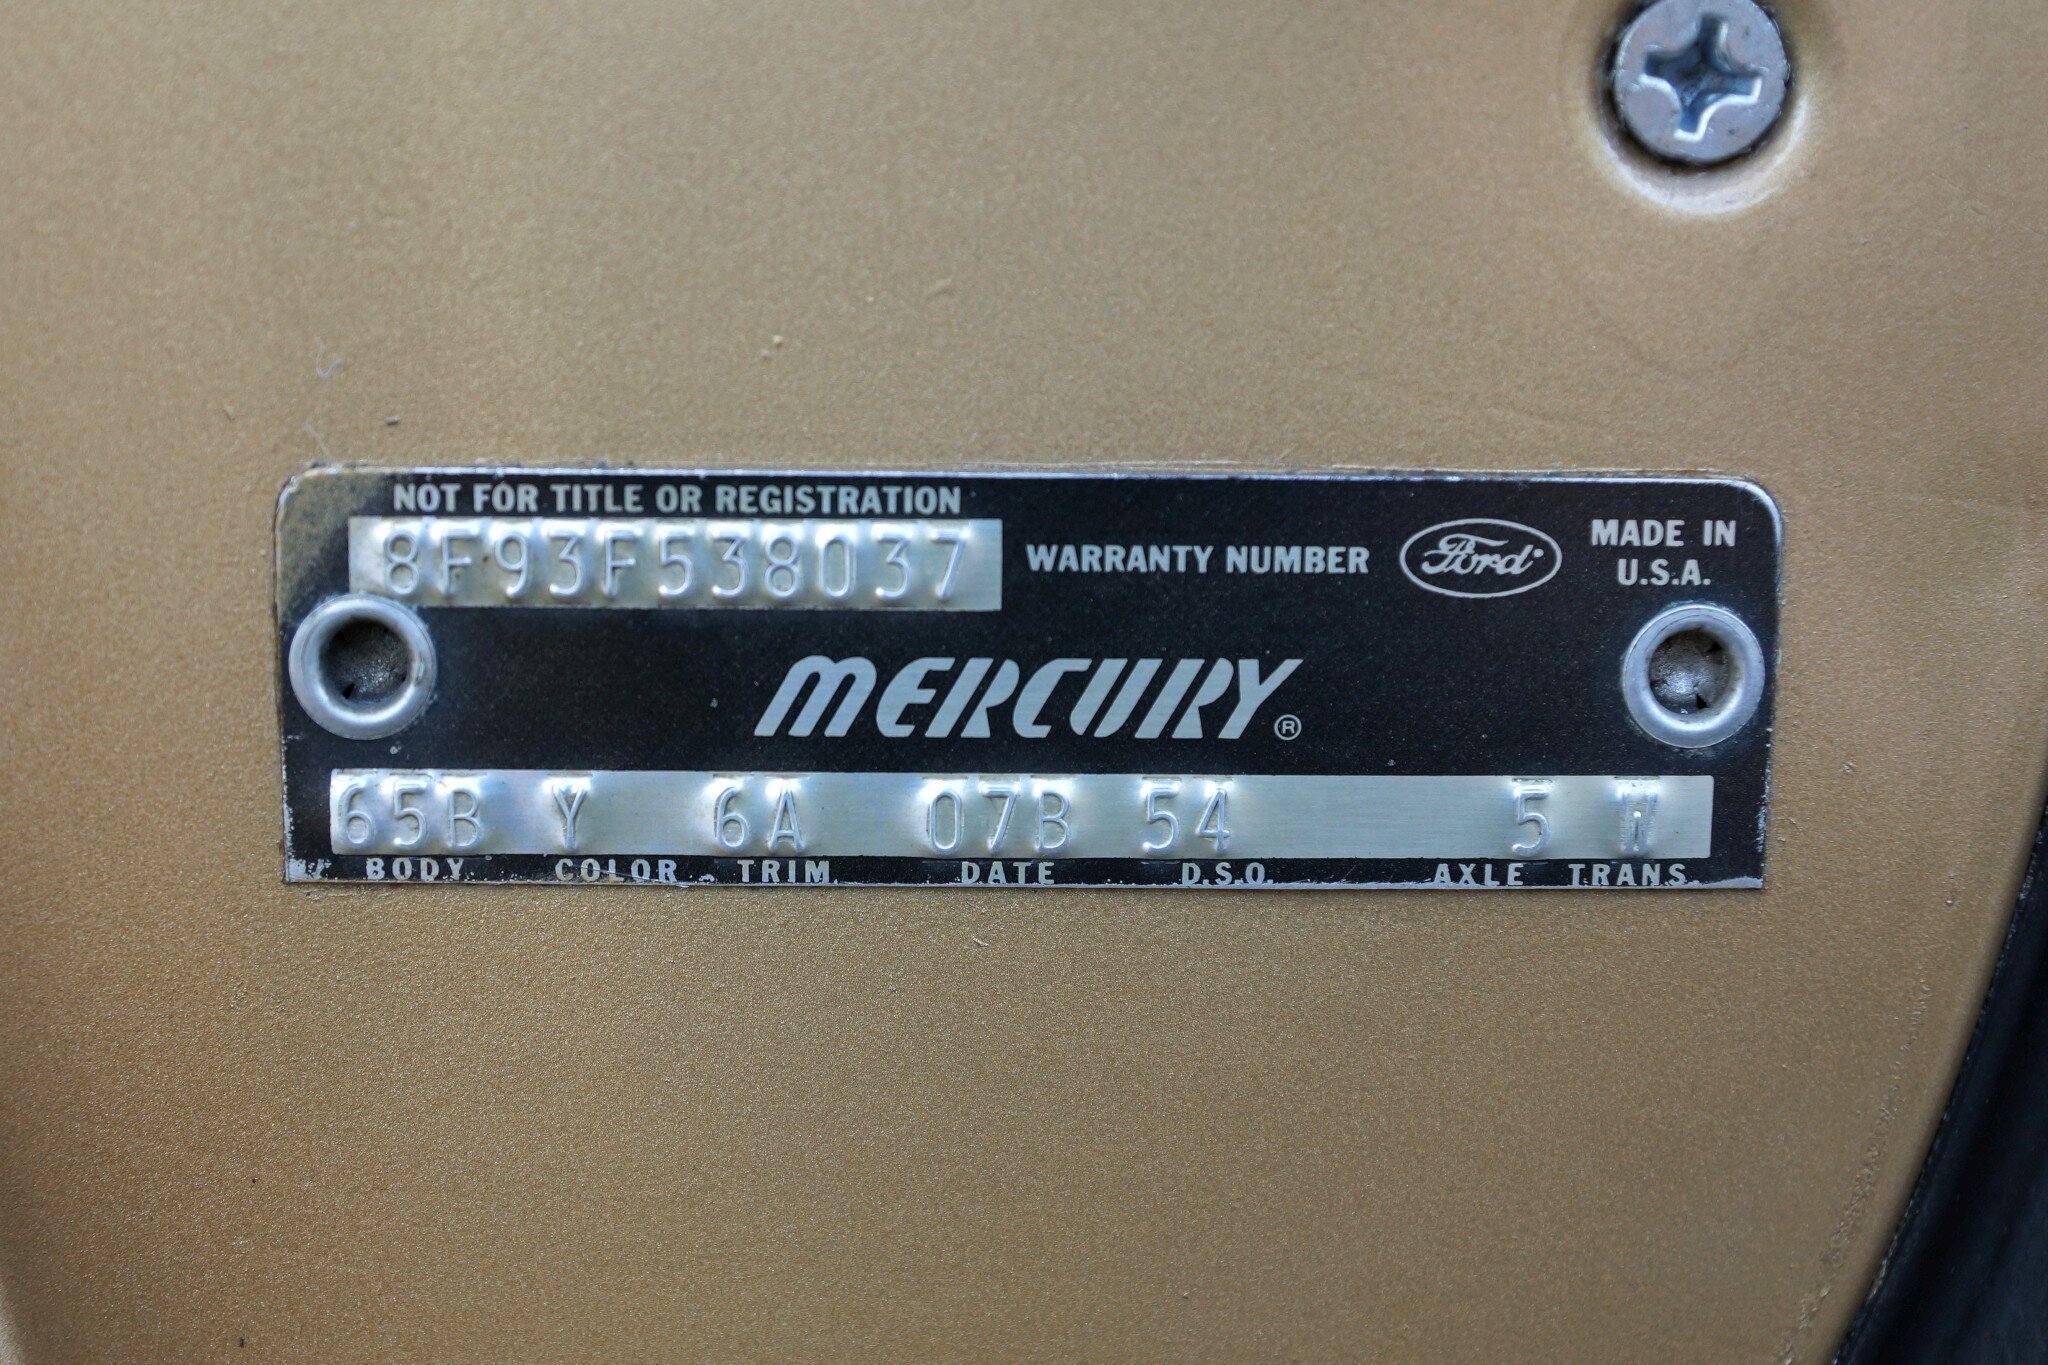 NOT FOR TITLE OR REGISTRATION
8F93F538037 WARRANTY NUMBER Ford MADE IN
U.S.A.
MERCURY®
65B Y 6A 07B 54 5 W
BODY COLOR TRIM DATE D.S.O. AXLE TRANS.